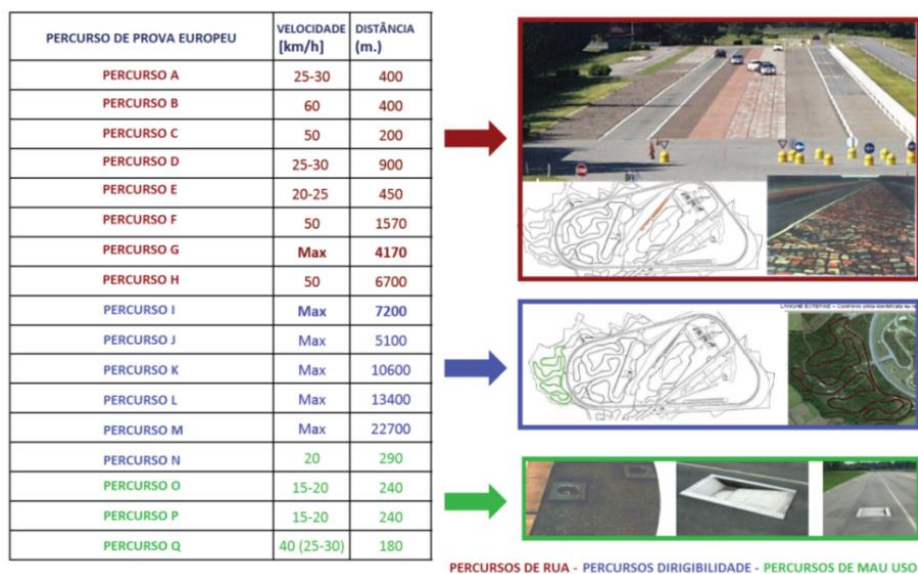 PERCURSO DE PROVA EUROPEU VELOCIDADE [km/h] DISTÂNCIA (m.)
PERCURSO A 25-30 400
PERCURSO B 60 400
PERCURSO C 50 200
PERCURSO D 25-30 900
PERCURSO E 20-25 450
PERCURSO F 50 1570
PERCURSO G Max 4170
PERCURSO H 50 6700
PERCURSO I Max 7200
PERCURSO J Max 5100
PERCURSO K Max 10600
PERCURSO L Max 13400
PERCURSO M Max 22700
PERCURSO N 20 290
PERCURSO O 15-20 240
PERCURSO P 15-20 240
PERCURSO Q 40 (25-30) 180
PERCURSOS DE RUA - PERCURSOS DIRIGIBILIDADE - PERCURSOS DE MAU USO